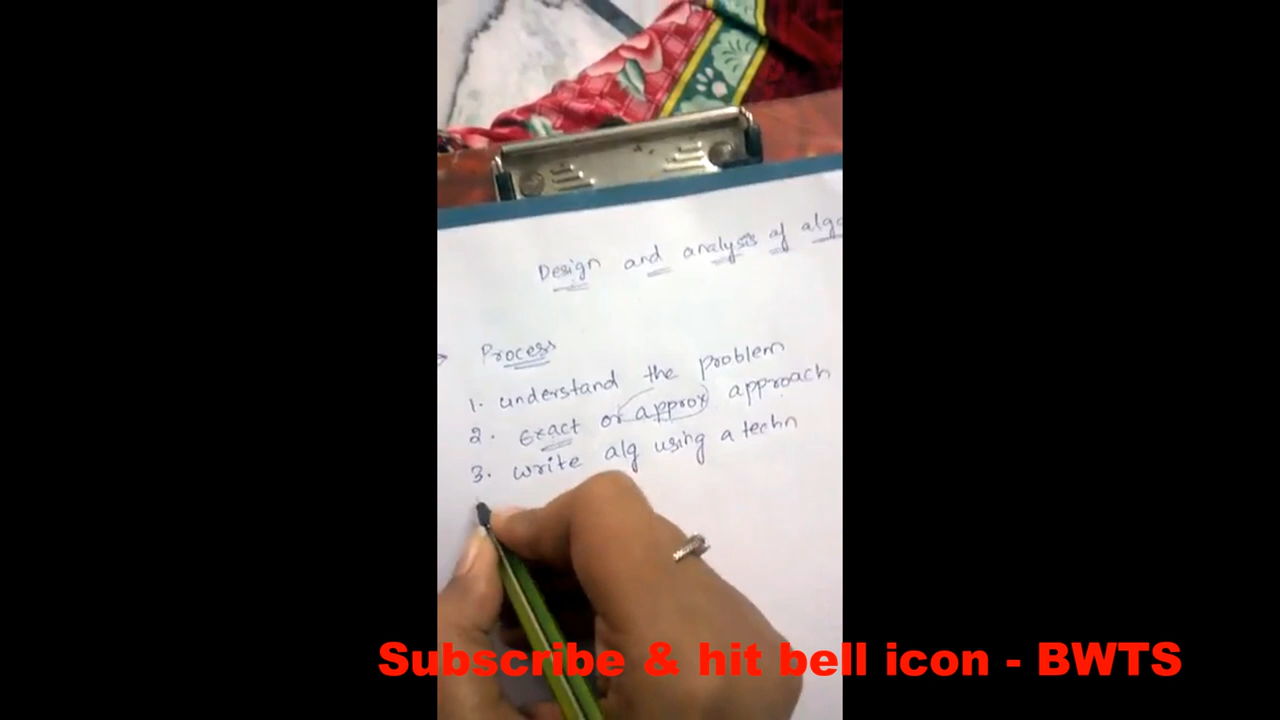 Design and analysis of algo
Process
1. understand the problem
2. Exact or approx approach
3. write alg using a techn
Subscribe & hit bell icon - BWTS